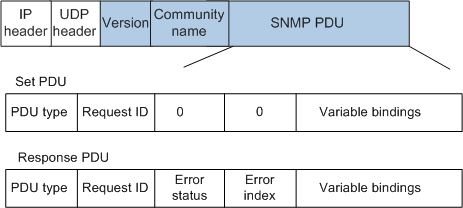 IP header
UDP header
Version
Community name
SNMP PDU
Set PDU
PDU type
Request ID
0
0
Variable bindings
Response PDU
PDU type
Request ID
Error status
Error index
Variable bindings